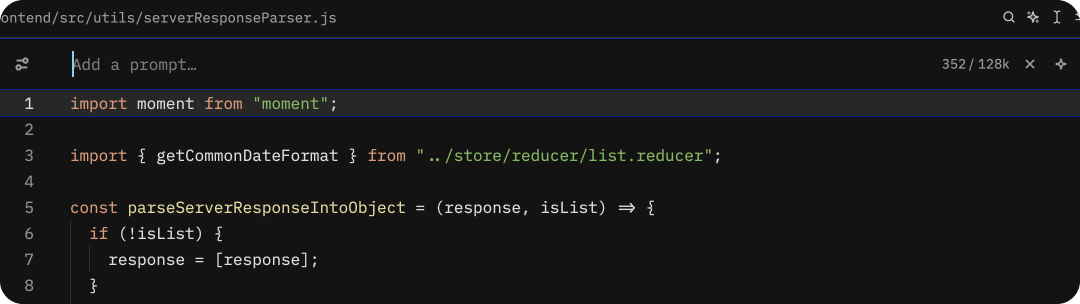 ontend/src/utils/serverResponseParser.js
Add a prompt…
352/128k
1 import moment from "moment";
2
3 import { getCommonDateFormat } from "../store/reducer/list.reducer";
4
5 const parseServerResponseIntoObject = (response, isList) => {
6 if (!isList) {
7 response = [response];
8 }